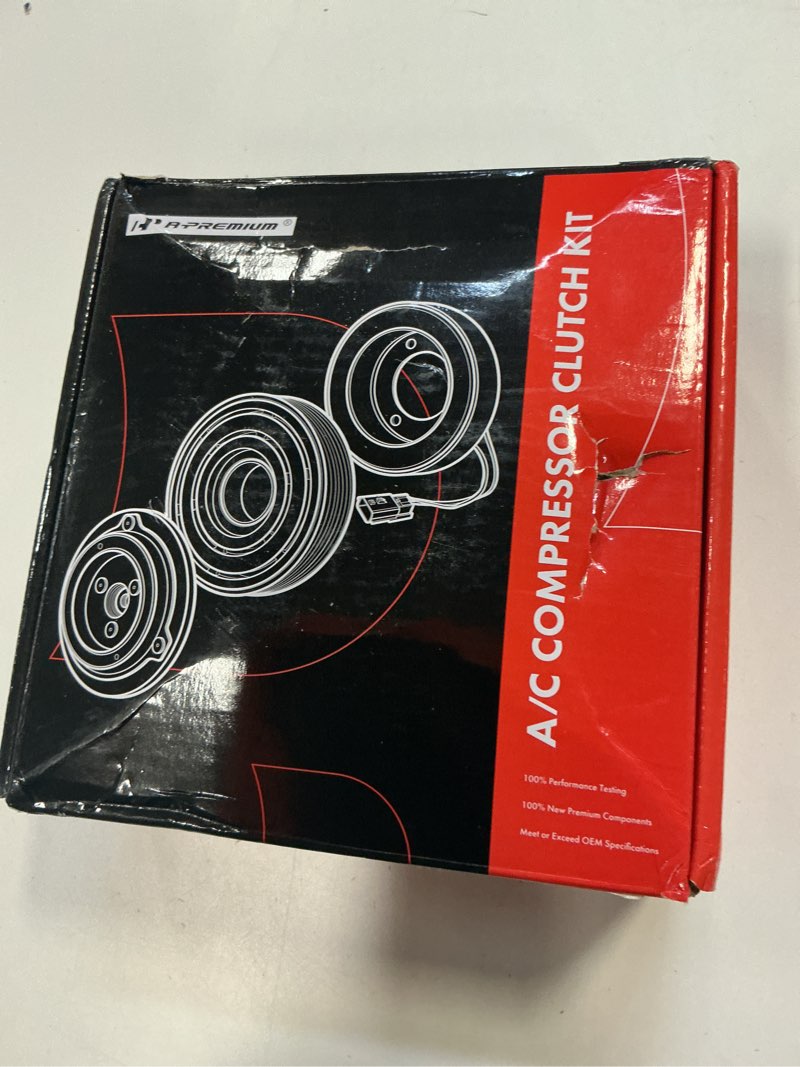 A-PREMIUM®
A/C COMPRESSOR CLUTCH KIT
100% Performance Testing
100% New Premium Components
Meet or Exceed OEM Specifications